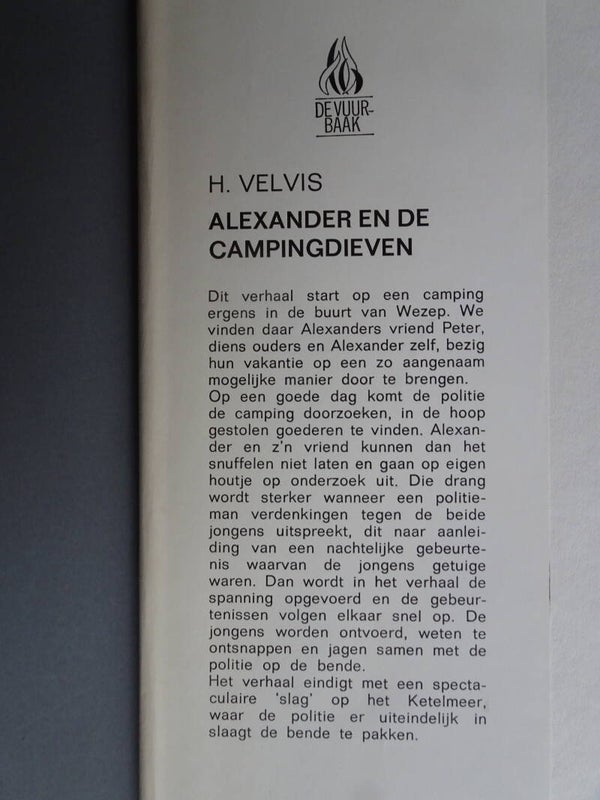 DE VUUR-
BAAK
H. VELVIS
ALEXANDER EN DE
CAMPINGDIEVEN
Dit verhaal start op een camping
ergens in de buurt van Wezep. We
vinden daar Alexanders vriend Peter,
diens ouders en Alexander zelf, bezig
hun vakantie op een zo aangenaam
mogelijke manier door te brengen.
Op een goede dag komt de politie
de camping doorzoeken, in de hoop
gestolen goederen te vinden. Alexan-
der en z'n vriend kunnen dan het
snuffelen niet laten en gaan op eigen
houtje op onderzoek uit. Die drang
wordt sterker wanneer een politie-
man verdenkingen tegen de beide
jongens uitspreekt, dit naar aanlei-
ding van een nachtelijke gebeurte-
nis waarvan de jongens getuige
waren. Dan wordt in het verhaal de
spanning opgevoerd en de gebeur-
tenissen volgen elkaar snel op. De
jongens worden ontvoerd, weten te
ontsnappen en jagen samen met de
politie op de bende.
Het verhaal eindigt met een specta-
culaire 'slag' op het Ketelmeer,
waar de politie er uiteindelijk in
slaagt de bende te pakken.